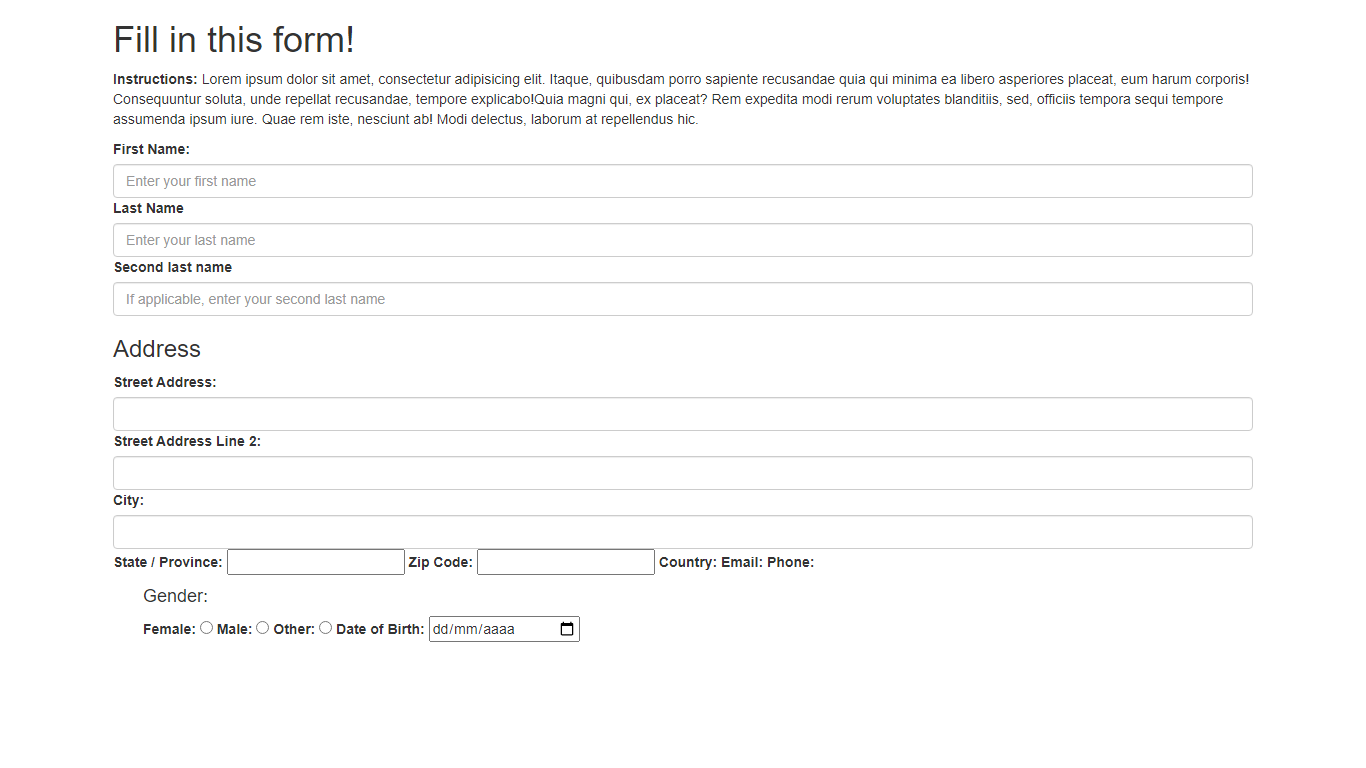 Fill in this form!
Instructions: Lorem ipsum dolor sit amet, consectetur adipisicing elit. Itaque, quibusdam porro sapiente recusandae quia qui minima ea libero asperiores placeat, eum harum corporis!
Consequuntur soluta, unde repellat recusandae, tempore explicabo!Quia magni qui, ex placeat? Rem expedita modi rerum voluptates blanditiis, sed, officiis tempora sequi tempore
assumenda ipsum iure. Quae rem iste, nesciunt ab! Modi delectus, laborum at repellendus hic.
First Name:
Enter your first name
Last Name
Enter your last name
Second last name
If applicable, enter your second last name
Address
Street Address:
Street Address Line 2:
City:
State / Province: Zip Code: Country: Email: Phone:
Gender:
Female: Male: Other: Date of Birth: dd/mm/aaaa